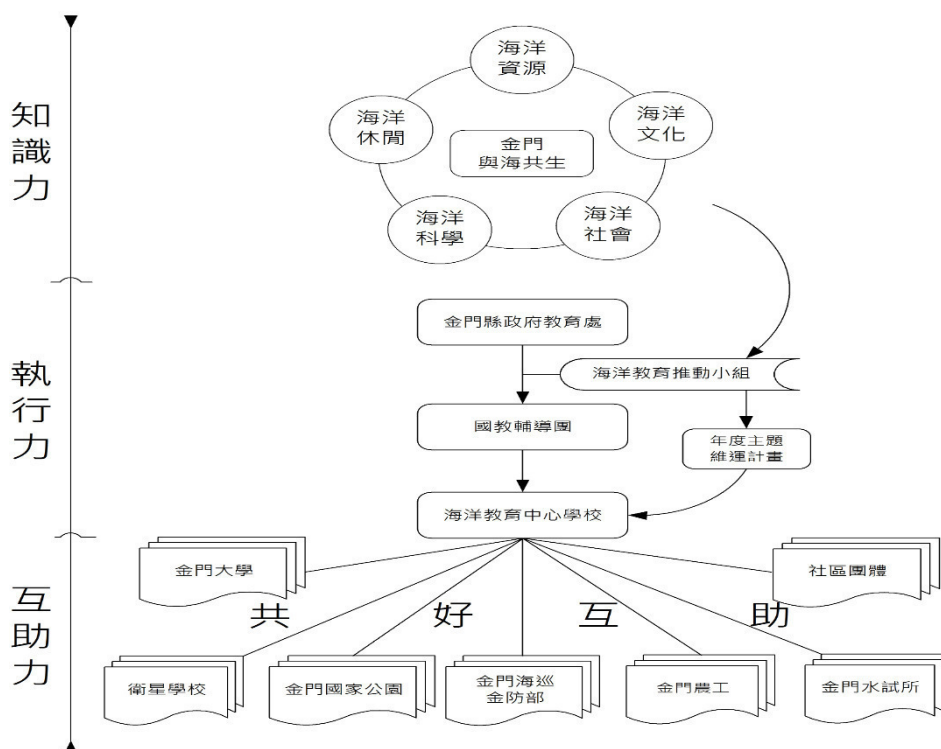 知識力
海洋
資源
海洋
休閒
海洋
文化
金門
與海共生
海洋
科學
海洋
社會
執行力
金門縣政府教育處
海洋教育推動小組
國教輔導團
年度主題
維運計畫
海洋教育中心學校
互助力
金門大學
社區團體
共好互助
衛星學校
金門國家公園
金門海巡
金防部
金門農工
金門水試所